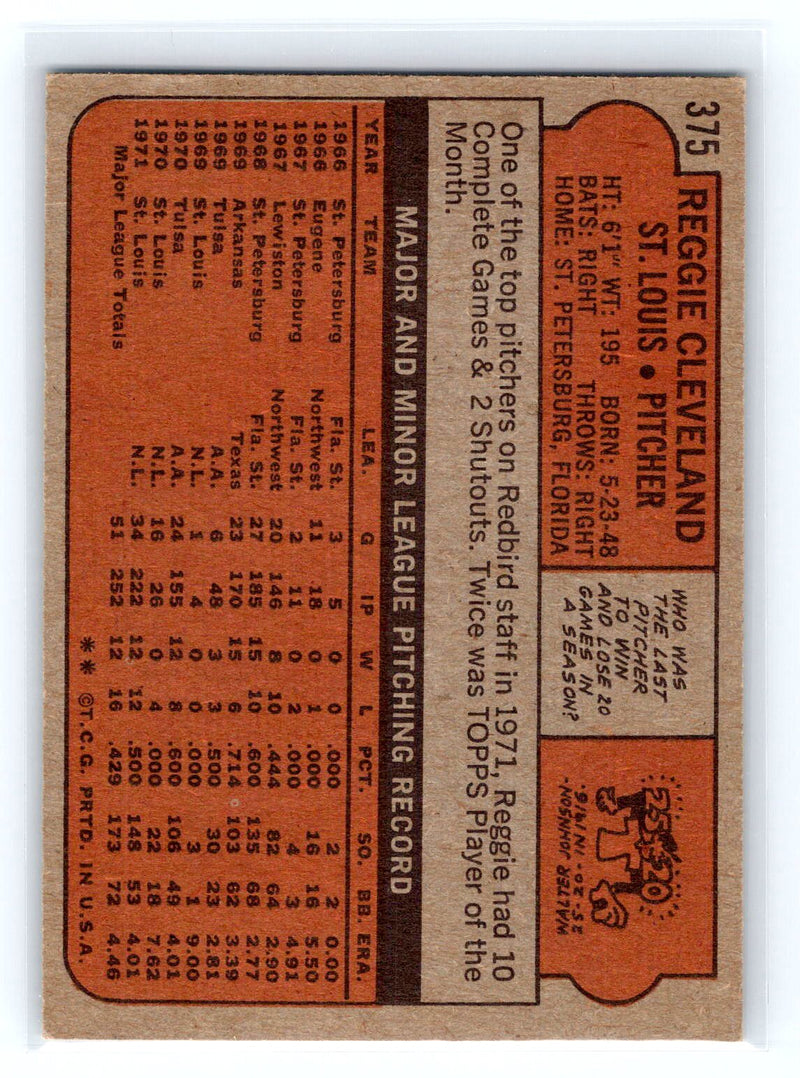 375
REGGIE CLEVELAND
ST. LOUIS • PITCHER
HT: 6'1" WT: 195 BORN: 5-23-48
BATS: RIGHT THROWS: RIGHT
HOME: ST. PETERSBURG, FLORIDA
WHO WAS
THE LAST
PITCHER
TO WIN
AND LOSE 20
GAMES IN
A SEASON?
25 20
WALTER JOHNSON-
25-20-IN 1916.
One of the top pitchers on Redbird staff in 1971, Reggie had 10
Complete Games & 2 Shutouts. Twice was TOPPS Player of the
Month.
MAJOR AND MINOR LEAGUE PITCHING RECORD
YEAR TEAM LEA. G IP W L PCT. SO. BB. ERA.
1966 St. Petersburg Fla. St. 3 5 0 0 .000 2 2 0.00
1966 Eugene Northwest 11 18 0 1 .000 16 16 5.50
1967 St. Petersburg Fla. St. 2 11 0 2 .000 4 3 4.91
1967 Lewiston Northwest 20 146 8 10 .444 82 64 2.90
1968 St. Petersburg Fla. St. 27 185 15 10 .600 135 68 2.77
1969 Arkansas Texas 23 170 15 6 .714 103 62 3.39
1969 Tulsa A.A. 6 48 3 3 .500 30 23 2.81
1969 St. Louis N.L. 1 4 0 0 .000 3 1 9.00
1970 Tulsa A.A. 24 155 12 8 .600 106 49 4.01
1970 St. Louis N.L. 16 26 0 4 .000 22 18 7.62
1971 St. Louis N.L. 34 222 12 12 .500 148 53 4.01
Major League Totals 51 252 12 16 .429 173 72 4.46
** ©T.C.G. PRTD. IN U.S.A.